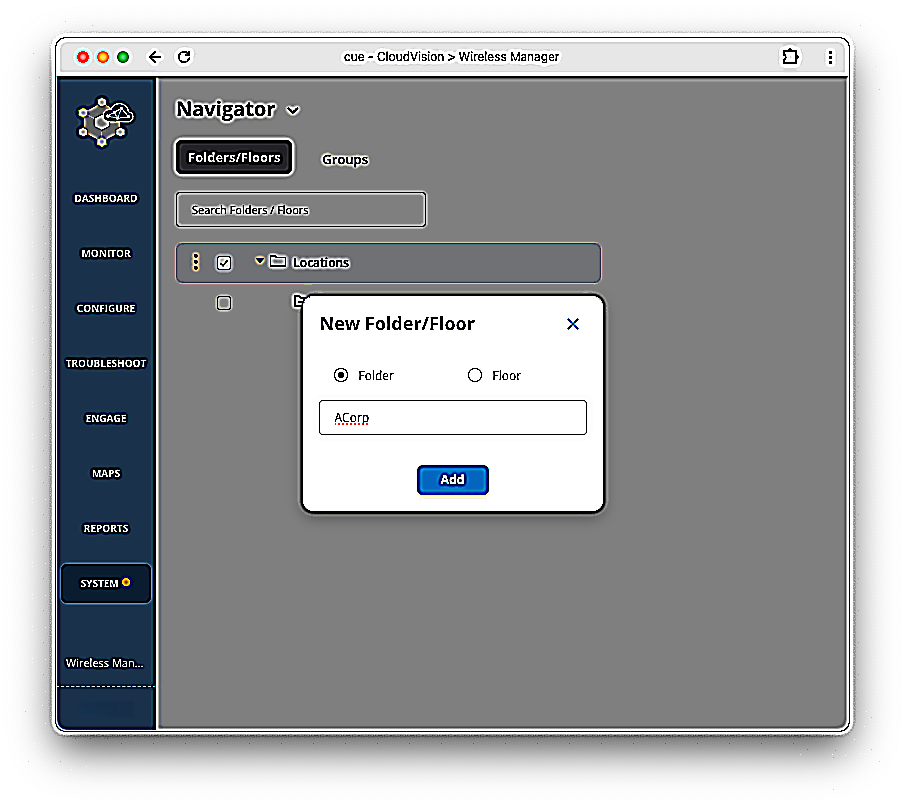 cue - CloudVision > Wireless Manager
Navigator
Folders/Floors
Groups
Search Folders / Floors
Locations
DASHBOARD
MONITOR
CONFIGURE
TROUBLESHOOT
ENGAGE
MAPS
REPORTS
SYSTEM
Wireless Man...
New Folder/Floor
Folder
Floor
ACorp
Add